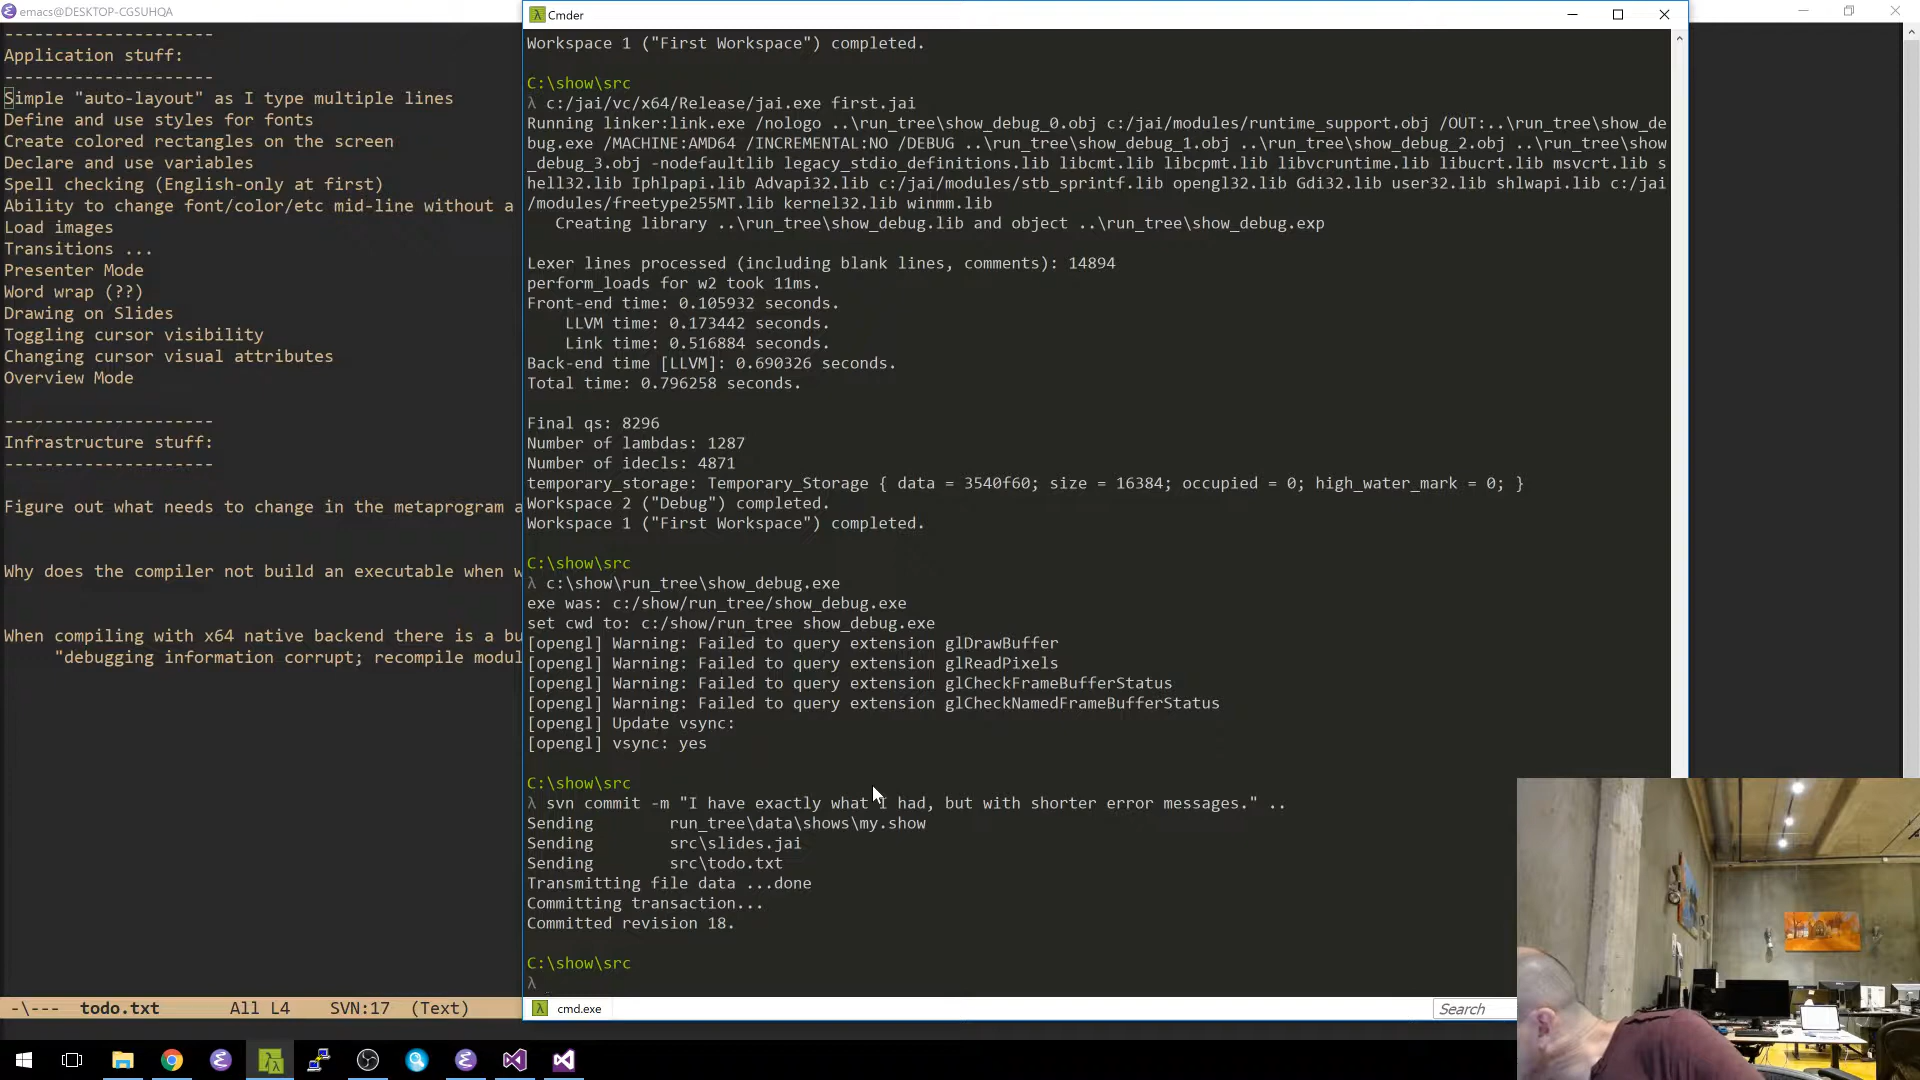 emacs@DESKTOP-CGSUHQA
---------------------
Application stuff:
---------------------
Simple "auto-layout" as I type multiple lines
Define and use styles for fonts
Create colored rectangles on the screen
Declare and use variables
Spell checking (English-only at first)
Ability to change font/color/etc mid-line without a
Load images
Transitions ...
Presenter Mode
Word wrap (??)
Drawing on Slides
Toggling cursor visibility
Changing cursor visual attributes
Overview Mode
---------------------
Infrastructure stuff:
---------------------
Figure out what needs to change in the metaprogram a
Why does the compiler not build an executable when w
When compiling with x64 native backend there is a bu
"debugging information corrupt; recompile modul
-\--- todo.txt All L4 SVN:17 (Text)
Cmder
Workspace 1 ("First Workspace") completed.
C:\show\src
λ c:/jai/vc/x64/Release/jai.exe first.jai
Running linker:link.exe /nologo ..\run_tree\show_debug_0.obj c:/jai/modules/runtime_support.obj /OUT:..\run_tree\show_de
bug.exe /MACHINE:AMD64 /INCREMENTAL:NO /DEBUG ..\run_tree\show_debug_1.obj ..\run_tree\show_debug_2.obj ..\run_tree\show
_debug_3.obj -nodefaultlib legacy_stdio_definitions.lib libcmt.lib libcpmt.lib libvcruntime.lib libucrt.lib msvcrt.lib s
hell32.lib Iphlpapi.lib Advapi32.lib c:/jai/modules/stb_sprintf.lib opengl32.lib Gdi32.lib user32.lib shlwapi.lib c:/jai
/modules/freetype255MT.lib kernel32.lib winmm.lib
Creating library ..\run_tree\show_debug.lib and object ..\run_tree\show_debug.exp
Lexer lines processed (including blank lines, comments): 14894
perform_loads for w2 took 11ms.
Front-end time: 0.105932 seconds.
LLVM time: 0.173442 seconds.
Link time: 0.516884 seconds.
Back-end time [LLVM]: 0.690326 seconds.
Total time: 0.796258 seconds.
Final qs: 8296
Number of lambdas: 1287
Number of idecls: 4871
temporary_storage: Temporary_Storage { data = 3540f60; size = 16384; occupied = 0; high_water_mark = 0; }
Workspace 2 ("Debug") completed.
Workspace 1 ("First Workspace") completed.
C:\show\src
λ c:\show\run_tree\show_debug.exe
exe was: c:/show/run_tree/show_debug.exe
set cwd to: c:/show/run_tree show_debug.exe
[opengl] Warning: Failed to query extension glDrawBuffer
[opengl] Warning: Failed to query extension glReadPixels
[opengl] Warning: Failed to query extension glCheckFrameBufferStatus
[opengl] Warning: Failed to query extension glCheckNamedFrameBufferStatus
[opengl] Update vsync:
[opengl] vsync: yes
C:\show\src
λ svn commit -m "I have exactly what I had, but with shorter error messages." ..
Sending run_tree\data\shows\my.show
Sending src\slides.jai
Sending src\todo.txt
Transmitting file data ...done
Committing transaction...
Committed revision 18.
C:\show\src
λ
cmd.exe
Search